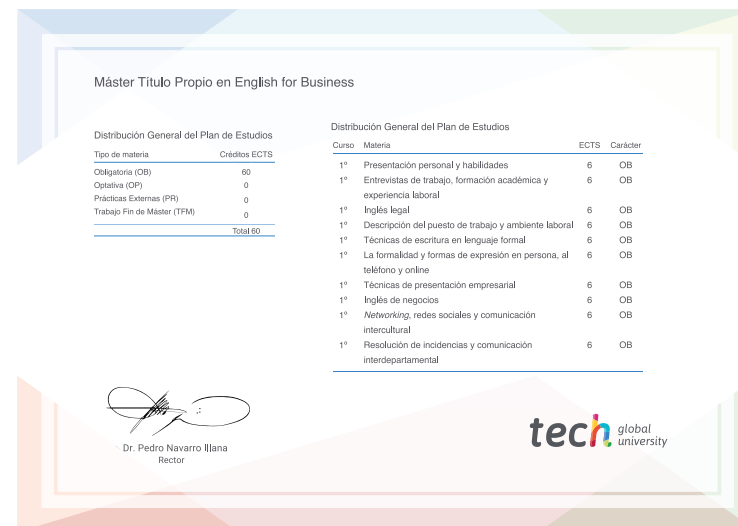 Máster Título Propio en English for Business
Distribución General del Plan de Estudios
Tipo de materia Créditos ECTS
Obligatoria (OB) 60
Optativa (OP) 0
Prácticas Externas (PR) 0
Trabajo Fin de Máster (TFM) 0
Total 60
Distribución General del Plan de Estudios
Curso Materia ECTS Carácter
1º Presentación personal y habilidades 6 OB
1º Entrevistas de trabajo, formación académica y 6 OB
experiencia laboral
1º Inglés legal 6 OB
1º Descripción del puesto de trabajo y ambiente laboral 6 OB
1º Técnicas de escritura en lenguaje formal 6 OB
1º La formalidad y formas de expresión en persona, al 6 OB
teléfono y online
1º Técnicas de presentación empresarial 6 OB
1º Inglés de negocios 6 OB
1º Networking, redes sociales y comunicación 6 OB
intercultural
1º Resolución de incidencias y comunicación 6 OB
interdepartamental
Dr. Pedro Navarro Illana
Rector
tech global
university